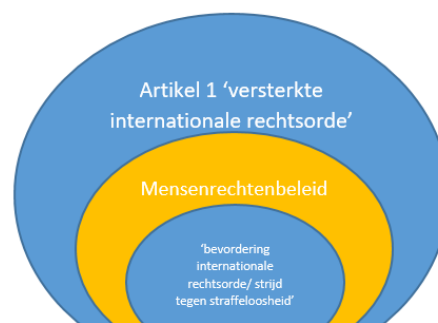 Artikel 1 ‘versterkte
internationale rechtsorde’
Mensenrechtenbeleid
‘bevordering
internationale
rechtsorde/ strijd
tegen straffeloosheid’